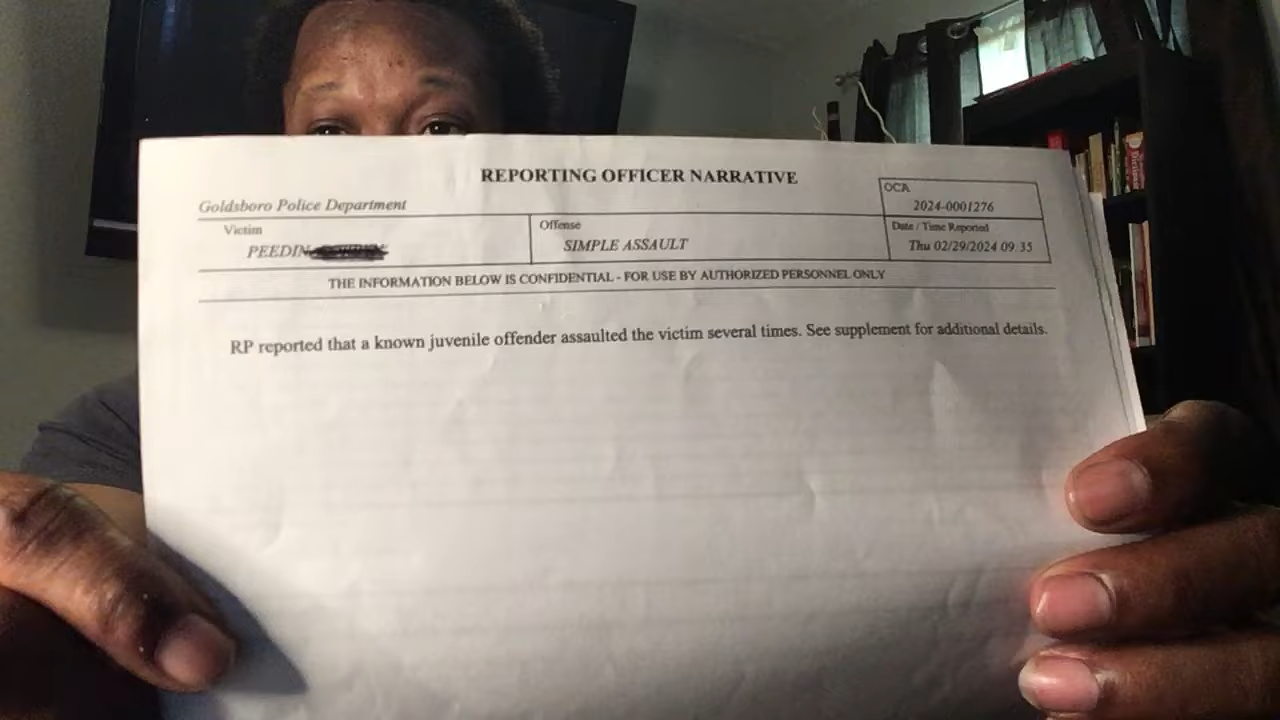 REPORTING OFFICER NARRATIVE
Goldsboro Police Department
OCA
2024-0001276
Victim
PEEDIN
Offense
SIMPLE ASSAULT
Date / Time Reported
Thu 02/29/2024 09:35
THE INFORMATION BELOW IS CONFIDENTIAL - FOR USE BY AUTHORIZED PERSONNEL ONLY
RP reported that a known juvenile offender assaulted the victim several times. See supplement for additional details.